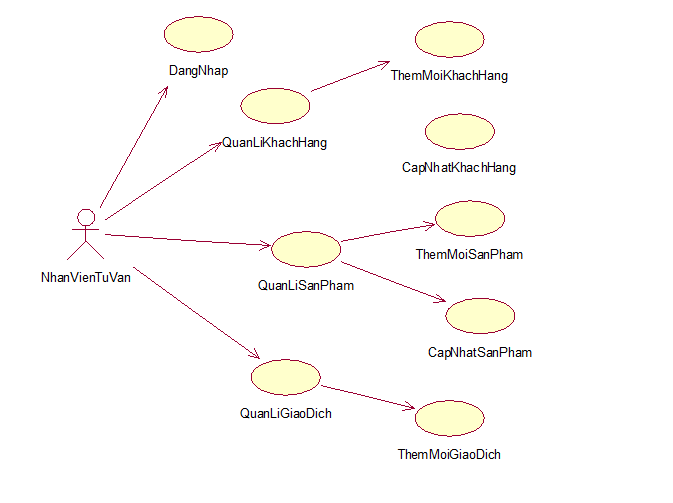 DangNhap
ThemMoiKhachHang
QuanLiKhachHang
CapNhatKhachHang
NhanVienTuVan
QuanLiSanPham
ThemMoiSanPham
CapNhatSanPham
QuanLiGiaoDich
ThemMoiGiaoDich